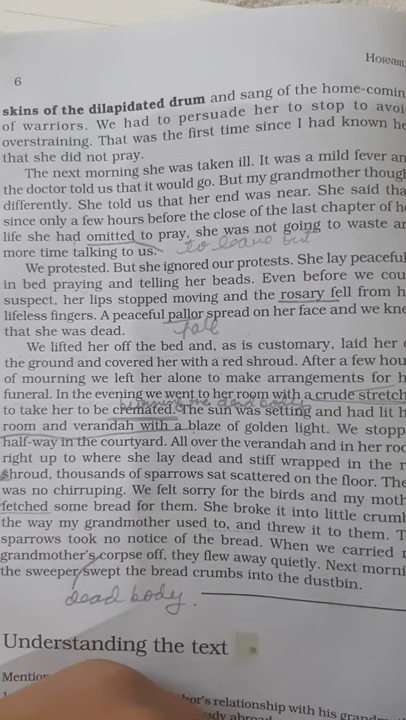 6
HORNBIL
skins of the dilapidated drum and sang of the home-comin
of warriors. We had to persuade her to stop to avoi
overstraining. That was the first time since I had known he
that she did not pray.
The next morning she was taken ill. It was a mild fever an
the doctor told us that it would go. But my grandmother though
differently. She told us that her end was near. She said tha
since only a few hours before the close of the last chapter of h
life she had omitted to pray, she was not going to waste an
more time talking to us.
to leave out
We protested. But she ignored our protests. She lay peaceful
in bed praying and telling her beads. Even before we cou
suspect, her lips stopped moving and the rosary fell from h
lifeless fingers. A peaceful pallor spread on her face and we kne
that she was dead.
We lifted her off the bed and, as is customary, laid her
the ground and covered her with a red shroud. After a few hou
of mourning we left her alone to make arrangements for h
funeral. In the evening we went to her room with a crude stretch
to take her to be cremated. The sun was setting and had lit h
room and verandah with a blaze of golden light. We stopp
half-way in the courtyard. All over the verandah and in her roo
right up to where she lay dead and stiff wrapped in the r
shroud, thousands of sparrows sat scattered on the floor. The
was no chirruping. We felt sorry for the birds and my moth
fetched some bread for them. She broke it into little crumb
the way my grandmother used to, and threw it to them. T
sparrows took no notice of the bread. When we carried
grandmother's corpse off, they flew away quietly. Next morni
the sweeper swept the bread crumbs into the dustbin.
dead body.
Understanding the text
Mention
hor's relationship with his grand
udy abroad